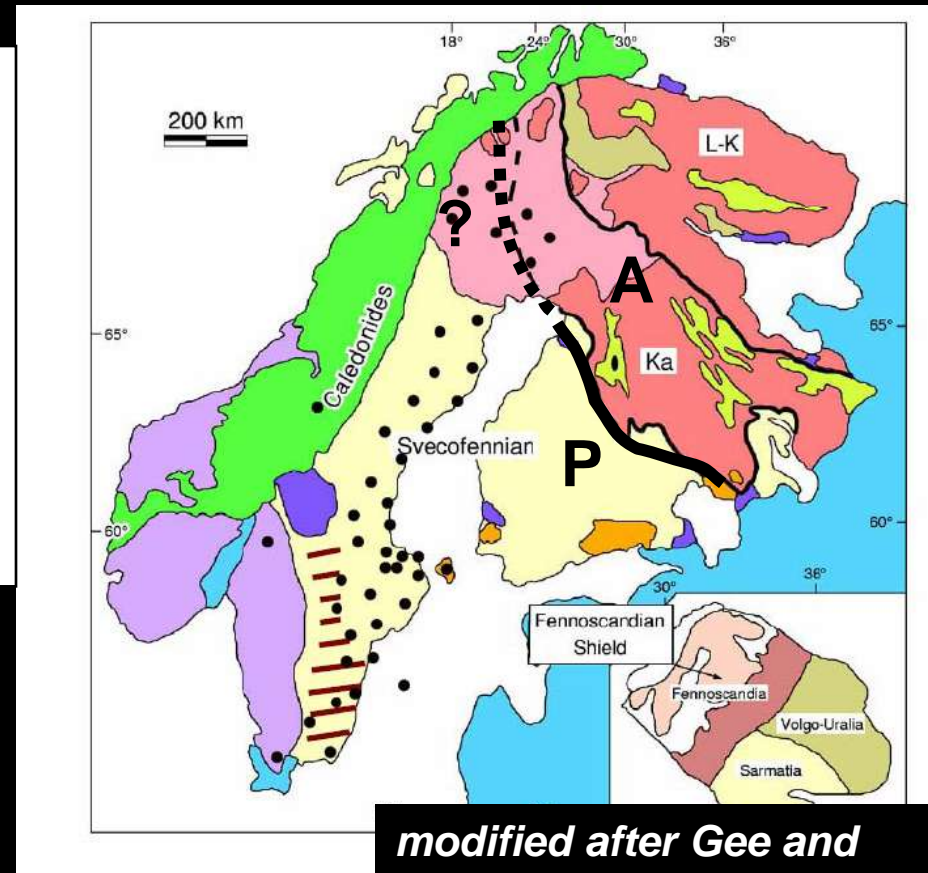 18° 24° 30° 36°
200 km
L-K
?
A
Caledonides
65° 65°
Ka
Svecofennian
P
60° 60°
30° 36°
Fennoscandian
Shield
Fennoscandia
Volgo-Uralia
Sarmatia
modified after Gee and